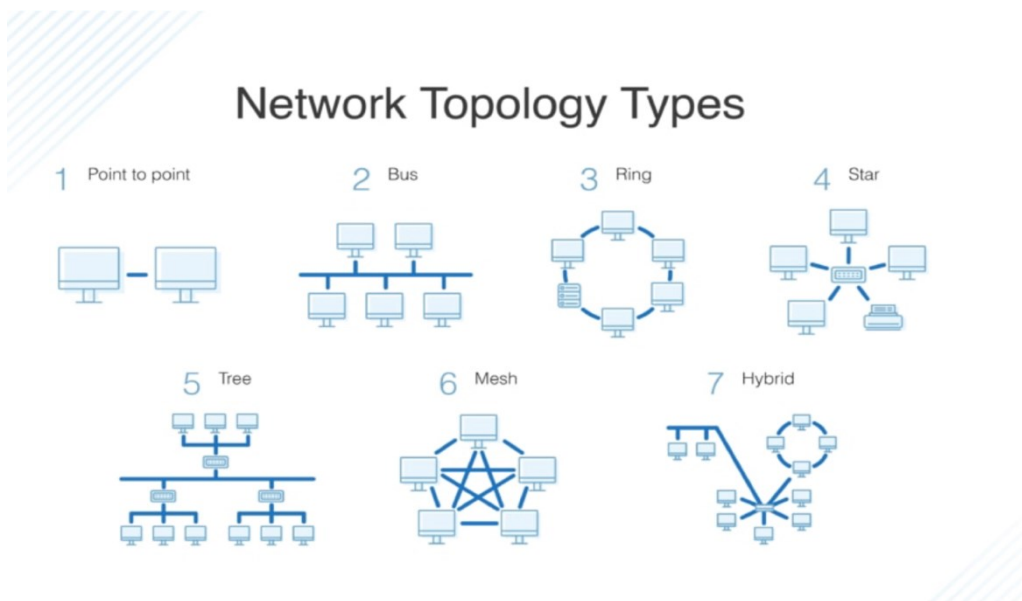 Network Topology Types
1 Point to point
2 Bus
3 Ring
4 Star
5 Tree
6 Mesh
7 Hybrid